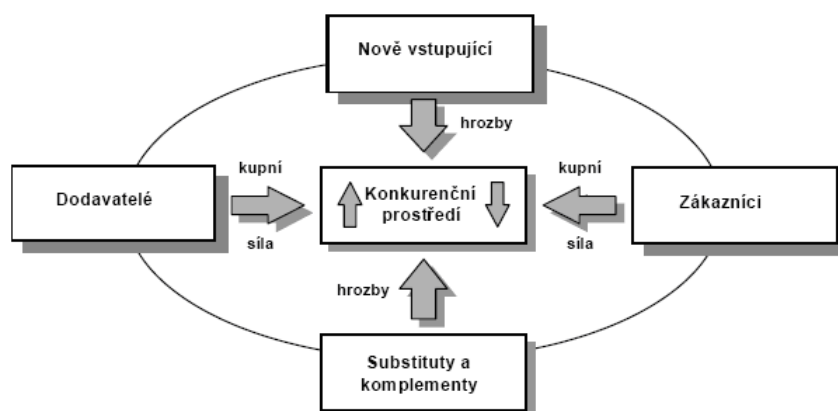 Nově vstupující
hrozby
Dodavatelé
kupní
síla
Konkurenční
prostředí
kupní
síla
Zákazníci
hrozby
Substituty a
komplementy